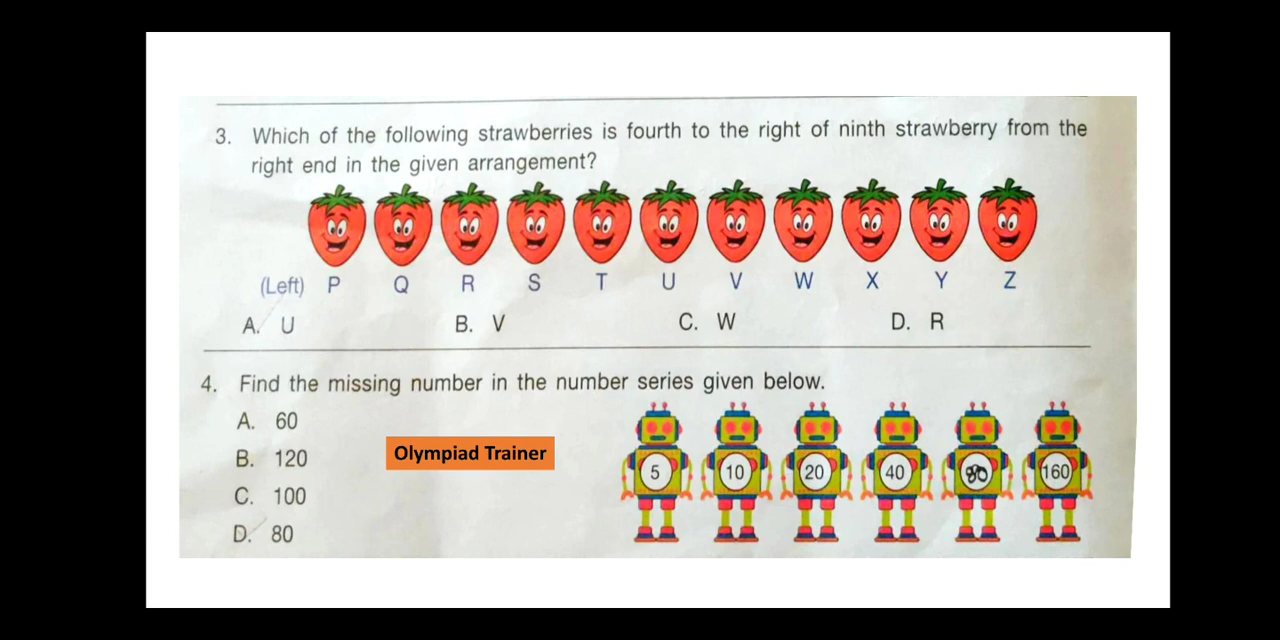 3. Which of the following strawberries is fourth to the right of ninth strawberry from the
right end in the given arrangement?
(Left) P Q R S T U V W X Y Z
A. U B. V C. W D. R
4. Find the missing number in the number series given below.
A. 60
B. 120
C. 100
D. 80
Olympiad Trainer
5 10 20 40 80 160